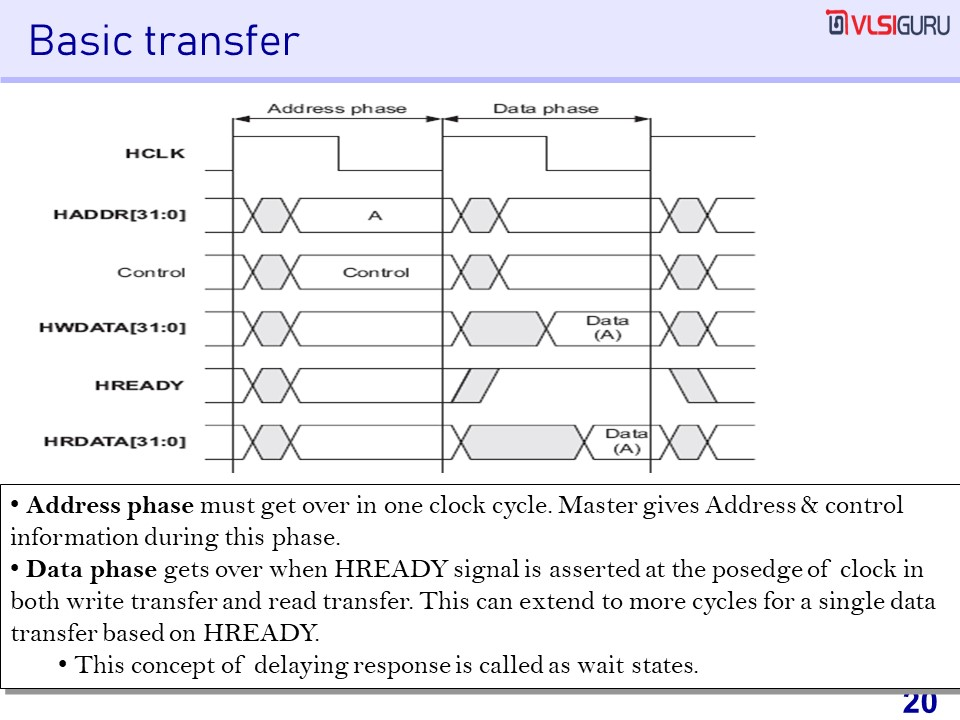 Basic transfer
VLSIGURU
Address phase Data phase
HCLK
HADDR[31:0] A
Control Control
HWDATA[31:0] Data
(A)
HREADY
HRDATA[31:0] Data
(A)
• Address phase must get over in one clock cycle. Master gives Address & control
information during this phase.
• Data phase gets over when HREADY signal is asserted at the posedge of clock in
both write transfer and read transfer. This can extend to more cycles for a single data
transfer based on HREADY.
• This concept of delaying response is called as wait states.
20